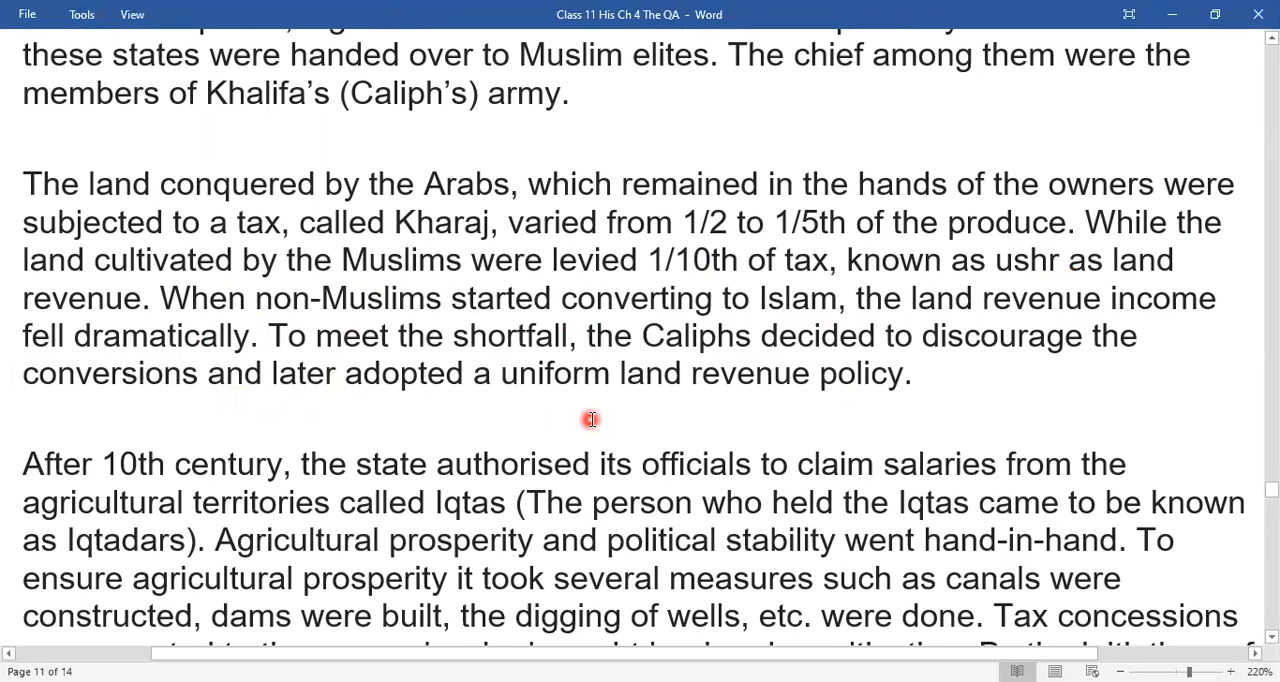 File Tools View Class 11 His Ch 4 The QA - Word
these states were handed over to Muslim elites. The chief among them were the
members of Khalifa’s (Caliph’s) army.
The land conquered by the Arabs, which remained in the hands of the owners were
subjected to a tax, called Kharaj, varied from 1/2 to 1/5th of the produce. While the
land cultivated by the Muslims were levied 1/10th of tax, known as ushr as land
revenue. When non-Muslims started converting to Islam, the land revenue income
fell dramatically. To meet the shortfall, the Caliphs decided to discourage the
conversions and later adopted a uniform land revenue policy.
After 10th century, the state authorised its officials to claim salaries from the
agricultural territories called Iqtas (The person who held the Iqtas came to be known
as Iqtadars). Agricultural prosperity and political stability went hand-in-hand. To
ensure agricultural prosperity it took several measures such as canals were
constructed, dams were built, the digging of wells, etc. were done. Tax concessions
Page 11 of 14 220%